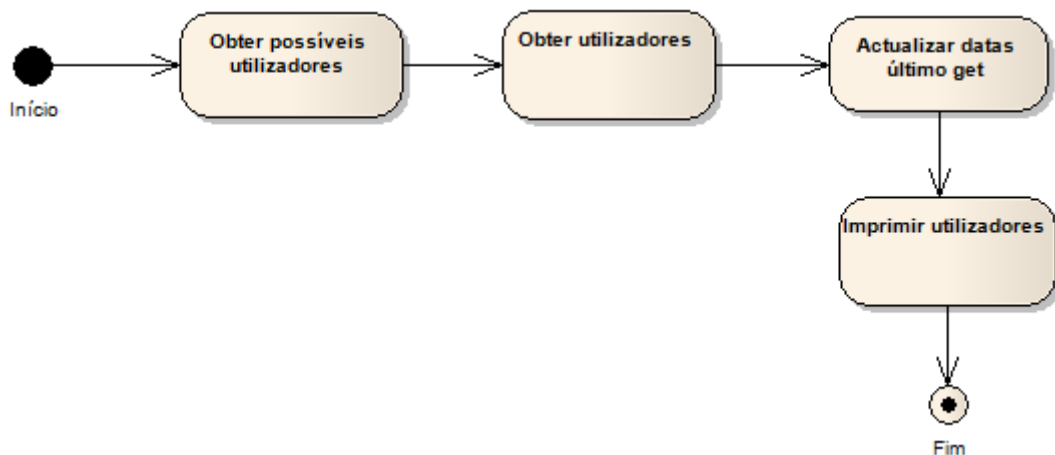 Início
Obter possíveis
utilizadores
Obter utilizadores
Actualizar datas
último get
Imprimir utilizadores
Fim